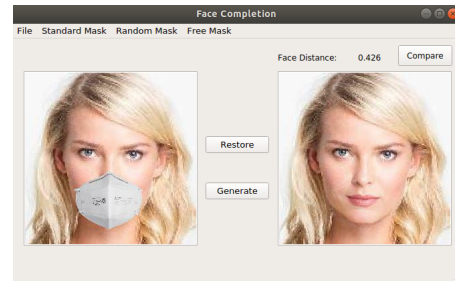 Face Completion
File Standard Mask Random Mask Free Mask
Face Distance: 0.426 Compare
Restore
Generate